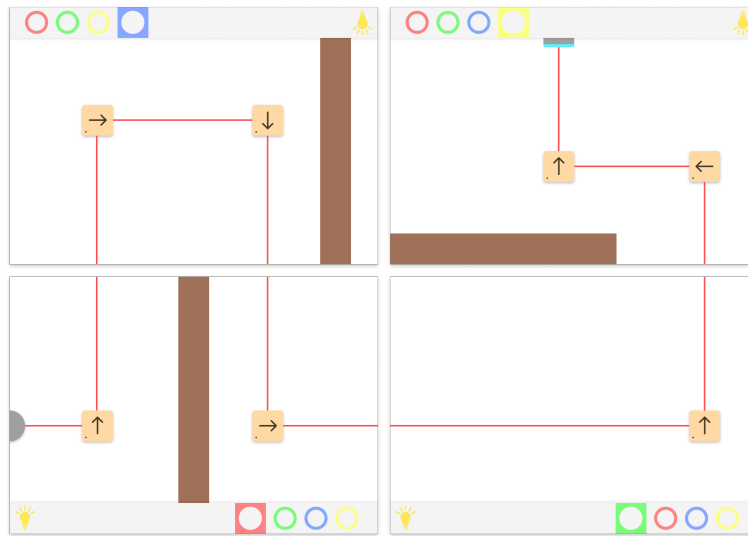 → ↓
↑ ←
↑ →
↑